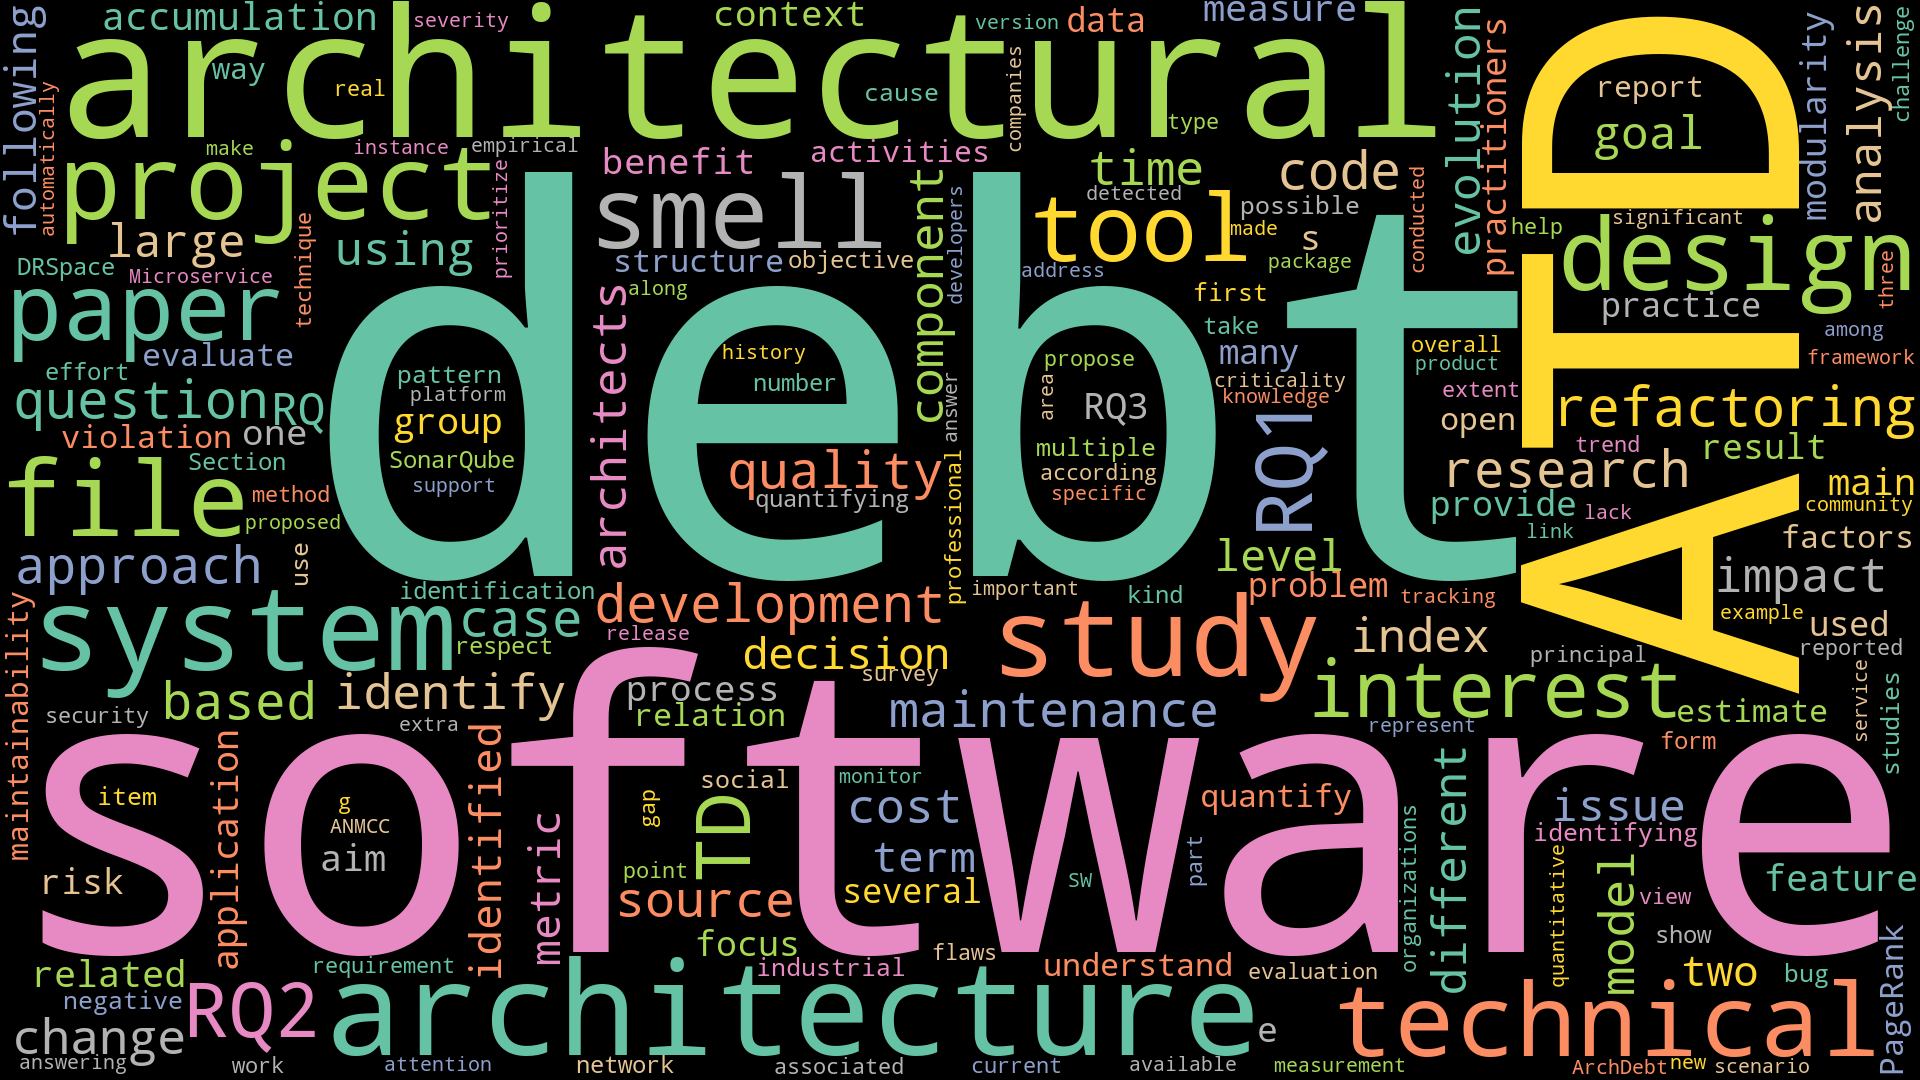 following
accumulation
severity
context
version
data
measure
evolution
practitioners
report
goal
modularity
analysis
challenge
architectural
way
real
cause
companies
type
ATD
automatically
make
instance
empirical
project
prioritize
benefit
activities
time
code
conducted
help
significant
design
three
large
technique
using
smell
component
developers
detected
tool
possible
made
s
package
DRSpace
Microservice
structure
objective
address
along
first
practice
paper
debt
architects
take
many
overall
product
among
framework
evaluate
effort
pattern
platform
history
number
propose
area
RQ3
criticality
knowledge
extent
open
refactoring
question
RQ
group
answer
violation
one
multiple
according
specific
RQ1
trend
result
Section
SonarQube
support
quality
quantifying
research
main
community
file
method
proposed
professional
provide
lack
link
factors
approach
use
level
problem
tracking
impact
identification
important
kind
example
used
maintainability
system
case
respect
development
release
decision
survey
study
index
principal
reported
security
based
identify
extra
process
relation
maintenance
interest
represent
estimate
form
service
studies
software
application
identified
item
g
ANMCC
aim
risk
metric
gap
social
TD
point
monitor
cost
term
several
SW
part
quantify
organizations
different
issue
identifying
quantitative
model
view
feature
source
focus
flaws
show
related
negative
requirement
industrial
understand
evaluation
two
bug
PageRank
RQ2
architecture
e
technical
change
answering
work
attention
network
associated
current
available
measurement
ArchDebt
new
scenario